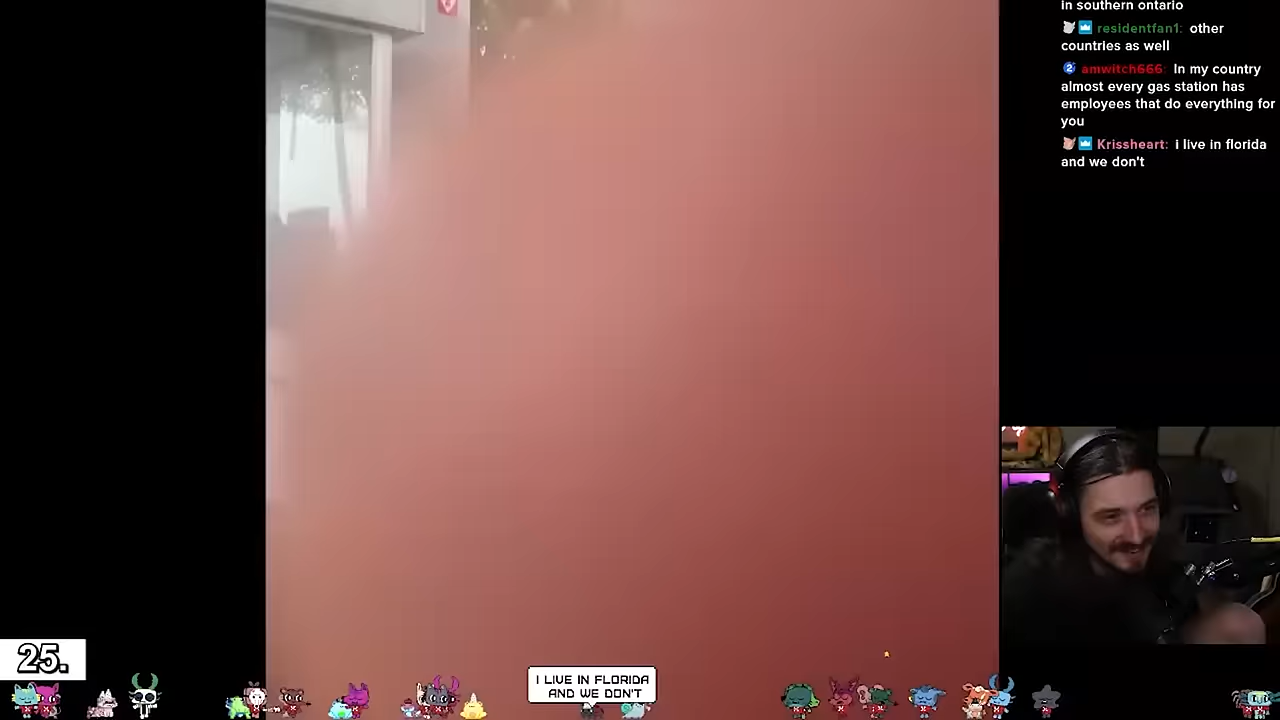 in southern ontario
residentfan1: other
countries as well
amwitch666: In my country
almost every gas station has
employees that do everything for
you
Krissheart: i live in florida
and we don't
25.
I LIVE IN FLORIDA
AND WE DON'T